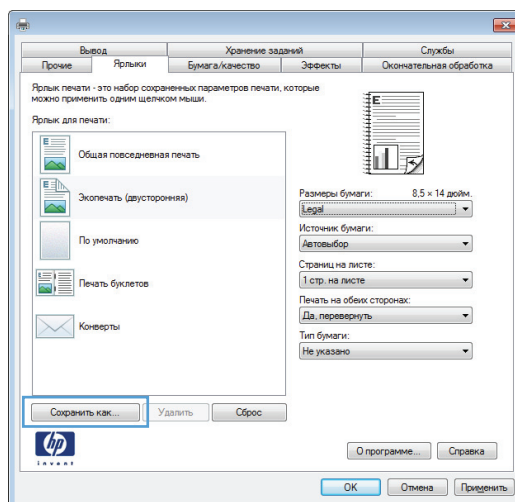 Вывод
Хранение заданий
Службы
Прочие
Ярлыки
Бумага/качество
Эффекты
Окончательная обработка
Ярлык печати - это набор сохраненных параметров печати, которые
можно применить одним щелчком мыши.
Ярлык для печати:
Общая повседневная печать
Экопечать (двусторонняя)
По умолчанию
Печать буклетов
Конверты
E
Размеры бумаги: 8,5 × 14 дюйм.
Legal
Источник бумаги:
Автовыбор
Страниц на листе:
1 стр. на листе
Печать на обеих сторонах:
Да, перевернуть
Тип бумаги:
Не указано
Сохранить как...
Удалить
Сброс
hp
invent
О программе...
Справка
OK
Отмена
Применить